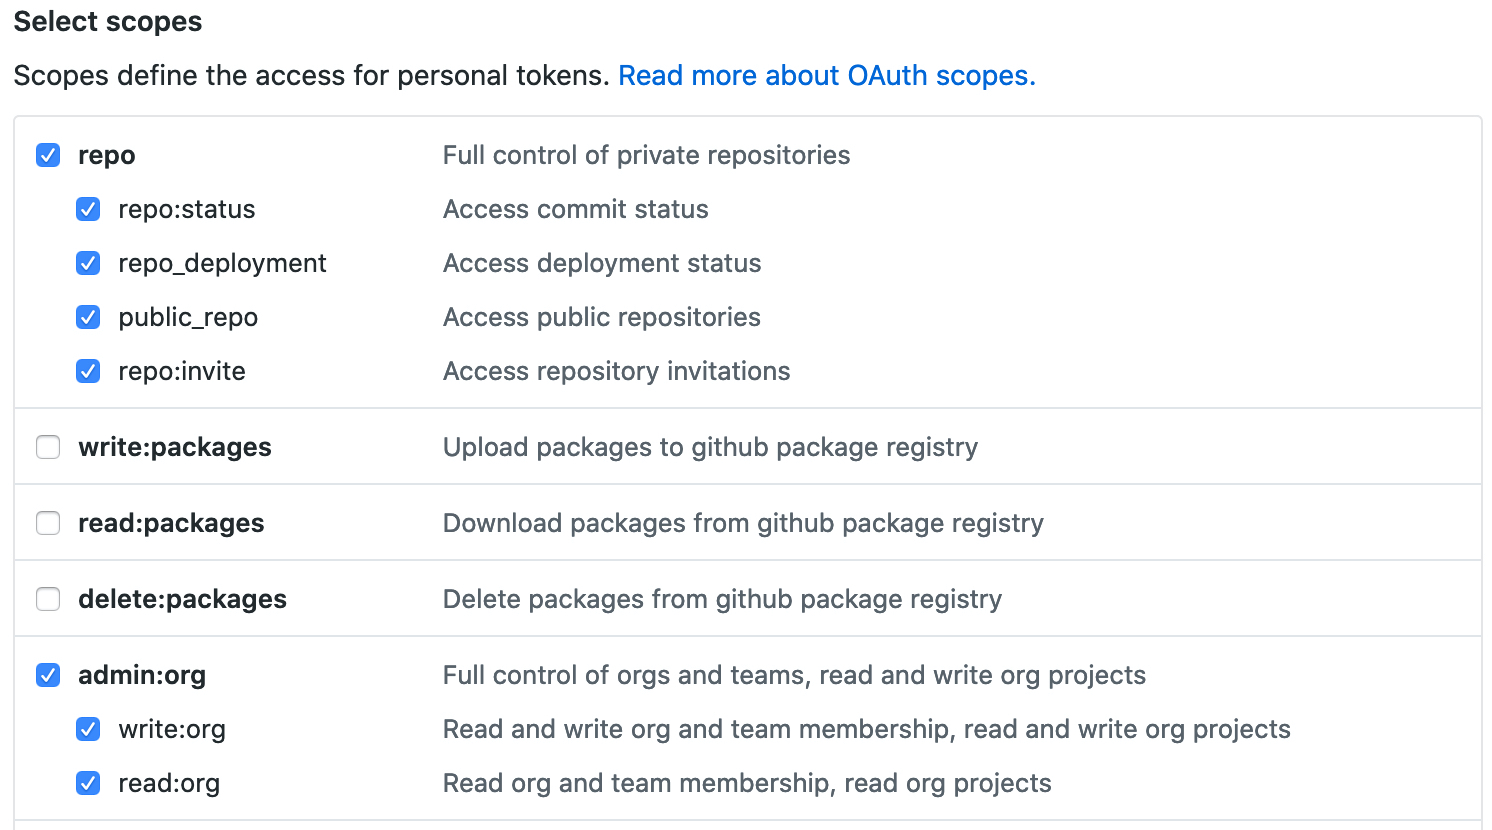 Select scopes
Scopes define the access for personal tokens. Read more about OAuth scopes.
repo Full control of private repositories
repo:status Access commit status
repo_deployment Access deployment status
public_repo Access public repositories
repo:invite Access repository invitations
write:packages Upload packages to github package registry
read:packages Download packages from github package registry
delete:packages Delete packages from github package registry
admin:org Full control of orgs and teams, read and write org projects
write:org Read and write org and team membership, read and write org projects
read:org Read org and team membership, read org projects